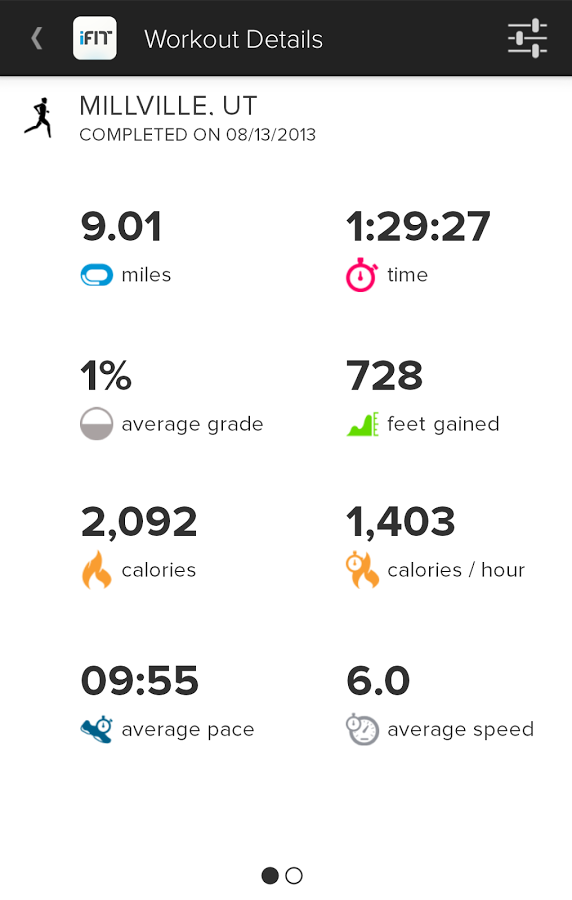 iFIT Workout Details
MILLVILLE, UT
COMPLETED ON 08/13/2013
9.01 1:29:27
miles time
1% 728
average grade feet gained
2,092 1,403
calories calories / hour
09:55 6.0
average pace average speed